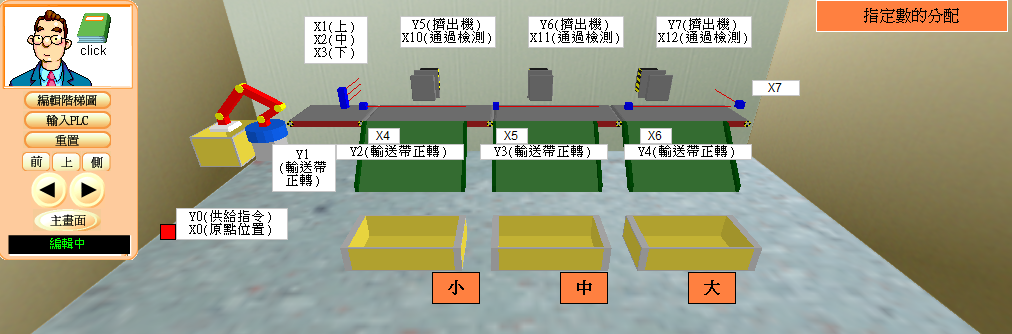 指定數的分配
click
編輯階梯圖
輸入PLC
重置
前 上 側
主畫面
編輯中
X1(上)
X2(中)
X3(下)
Y5(擠出機)
X10(通過檢測)
Y6(擠出機)
X11(通過檢測)
Y7(擠出機)
X12(通過檢測)
X7
X4
X5
X6
Y1
(輸送帶
正轉)
Y2(輸送帶正轉)
Y3(輸送帶正轉)
Y4(輸送帶正轉)
Y0(供給指令)
X0(原點位置)
小
中
大